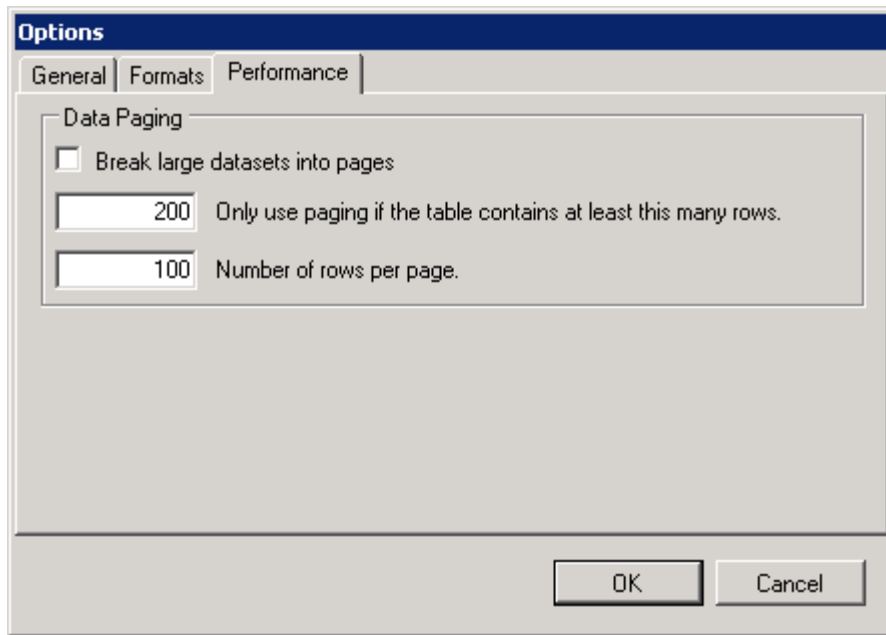 Options
General Formats Performance
Data Paging
Break large datasets into pages
200 Only use paging if the table contains at least this many rows.
100 Number of rows per page.
OK Cancel